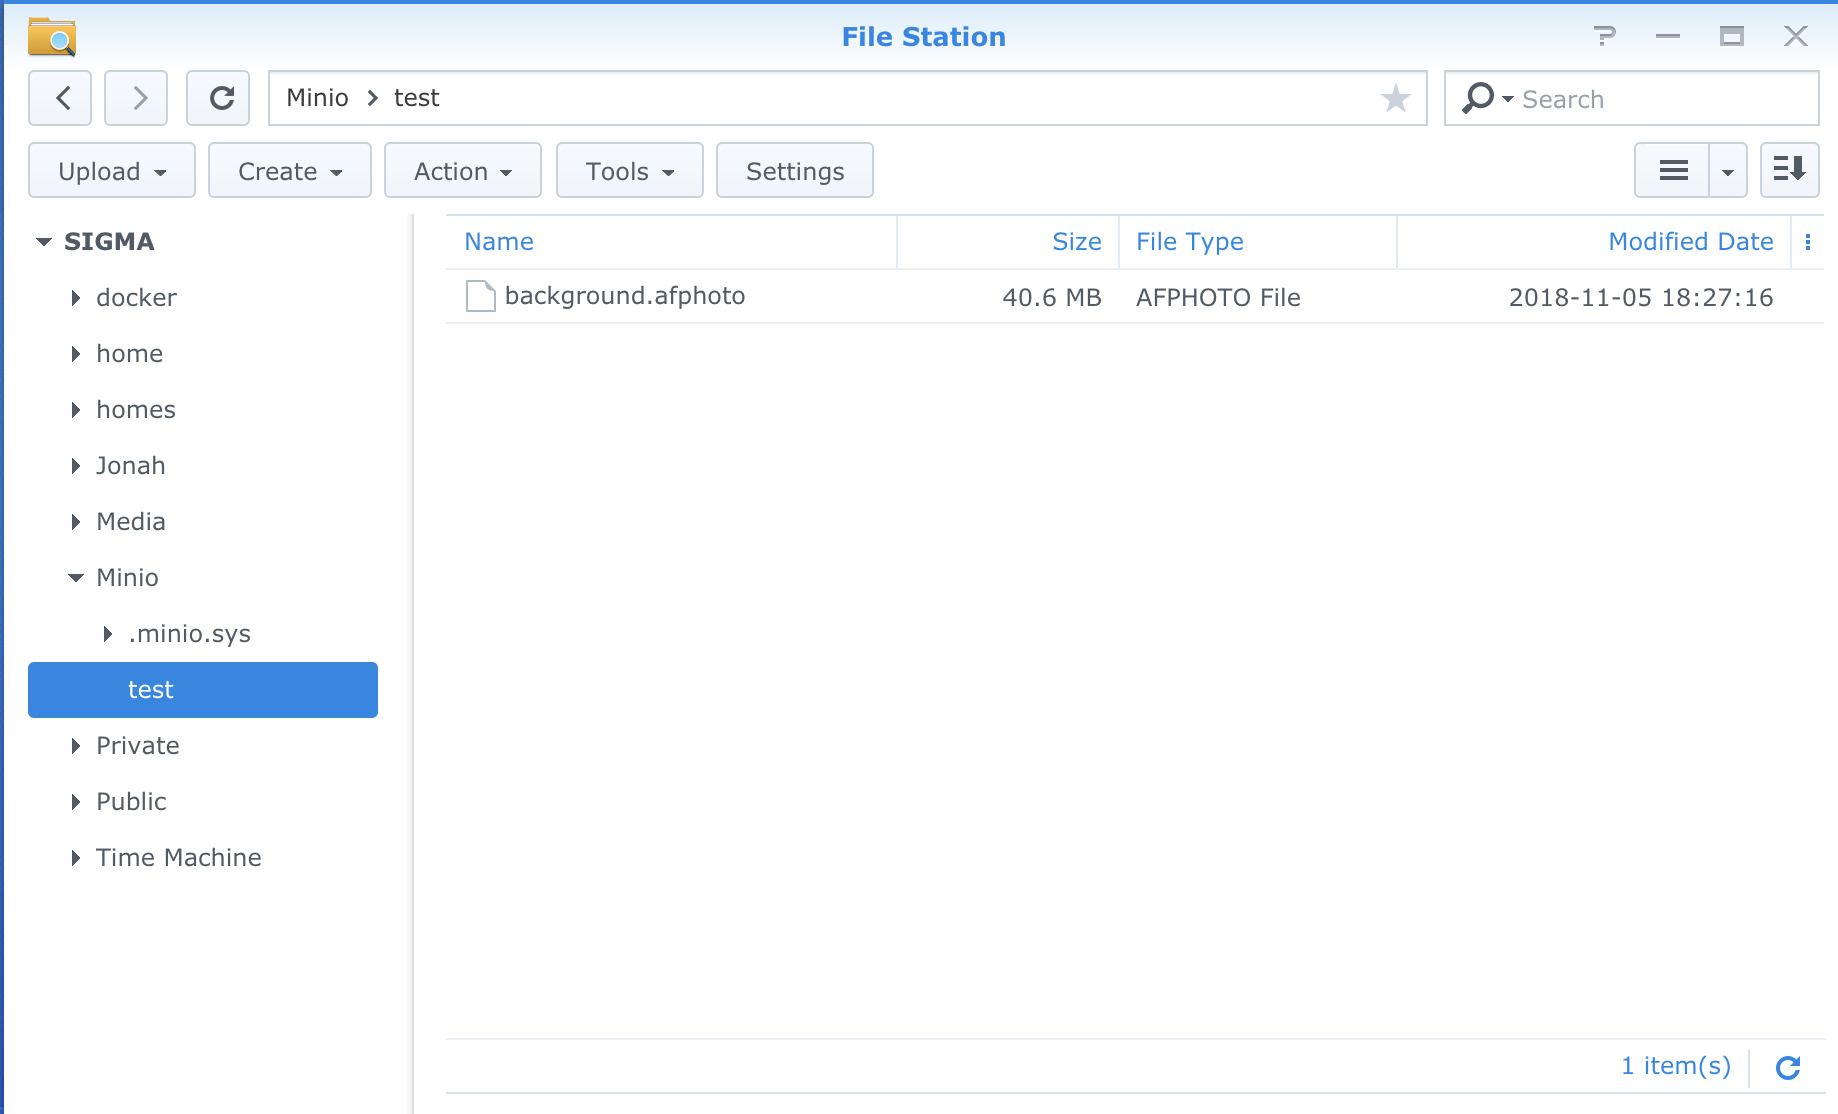 File Station
Minio > test
Search
Upload Create Action Tools Settings
SIGMA
docker
home
homes
Jonah
Media
Minio
.minio.sys
test
Private
Public
Time Machine
Name Size File Type Modified Date
background.afphoto 40.6 MB AFPHOTO File 2018-11-05 18:27:16
1 item(s)